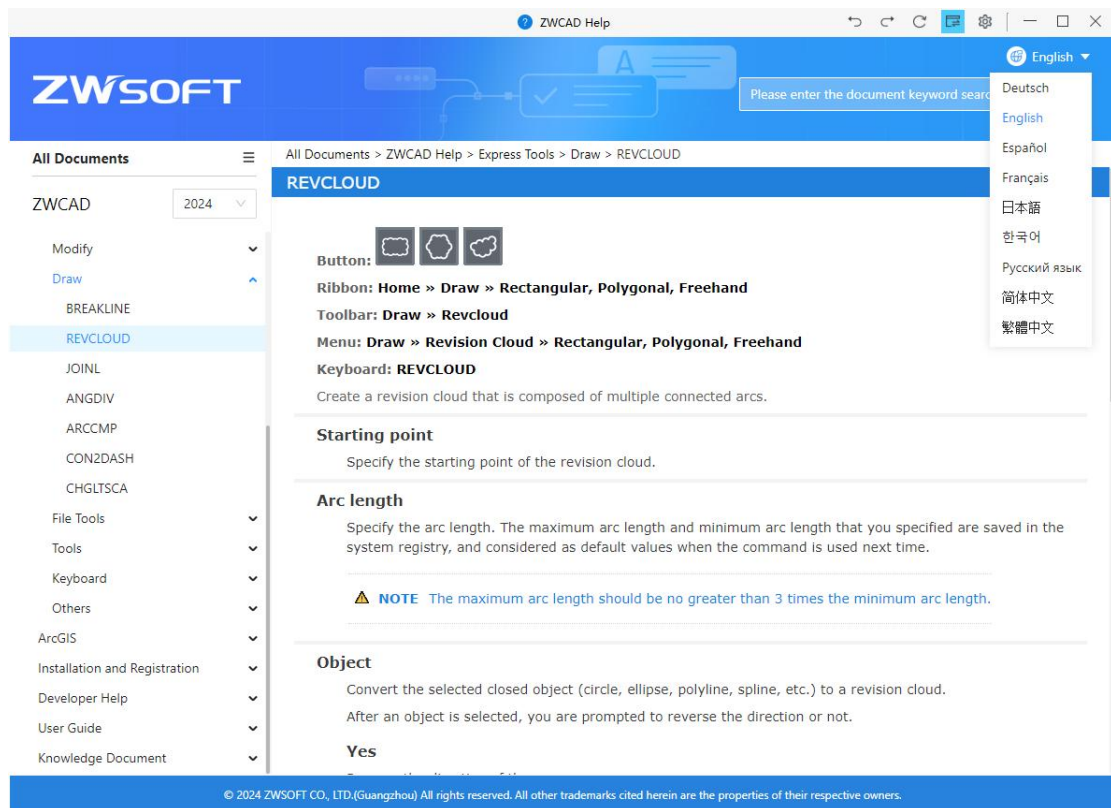 ZWCAD Help
ZWSOFT
A
English
Please enter the document keyword searc
Deutsch
English
Español
Français
日本語
한국어
Русский язык
简体中文
繁體中文
All Documents
ZWCAD 2024
Modify
Draw
BREAKLINE
REVCLOUD
JOINL
ANGDIV
ARCCMP
CON2DASH
CHGLTSCA
File Tools
Tools
Keyboard
Others
ArcGIS
Installation and Registration
Developer Help
User Guide
Knowledge Document
All Documents > ZWCAD Help > Express Tools > Draw > REVCLOUD
REVCLOUD
Button:
Ribbon: Home » Draw » Rectangular, Polygonal, Freehand
Toolbar: Draw » Revcloud
Menu: Draw » Revision Cloud » Rectangular, Polygonal, Freehand
Keyboard: REVCLOUD
Create a revision cloud that is composed of multiple connected arcs.
Starting point
Specify the starting point of the revision cloud.
Arc length
Specify the arc length. The maximum arc length and minimum arc length that you specified are saved in the
system registry, and considered as default values when the command is used next time.
NOTE The maximum arc length should be no greater than 3 times the minimum arc length.
Object
Convert the selected closed object (circle, ellipse, polyline, spline, etc.) to a revision cloud.
After an object is selected, you are prompted to reverse the direction or not.
Yes
© 2024 ZWSOFT CO., LTD.(Guangzhou) All rights reserved. All other trademarks cited herein are the properties of their respective owners.